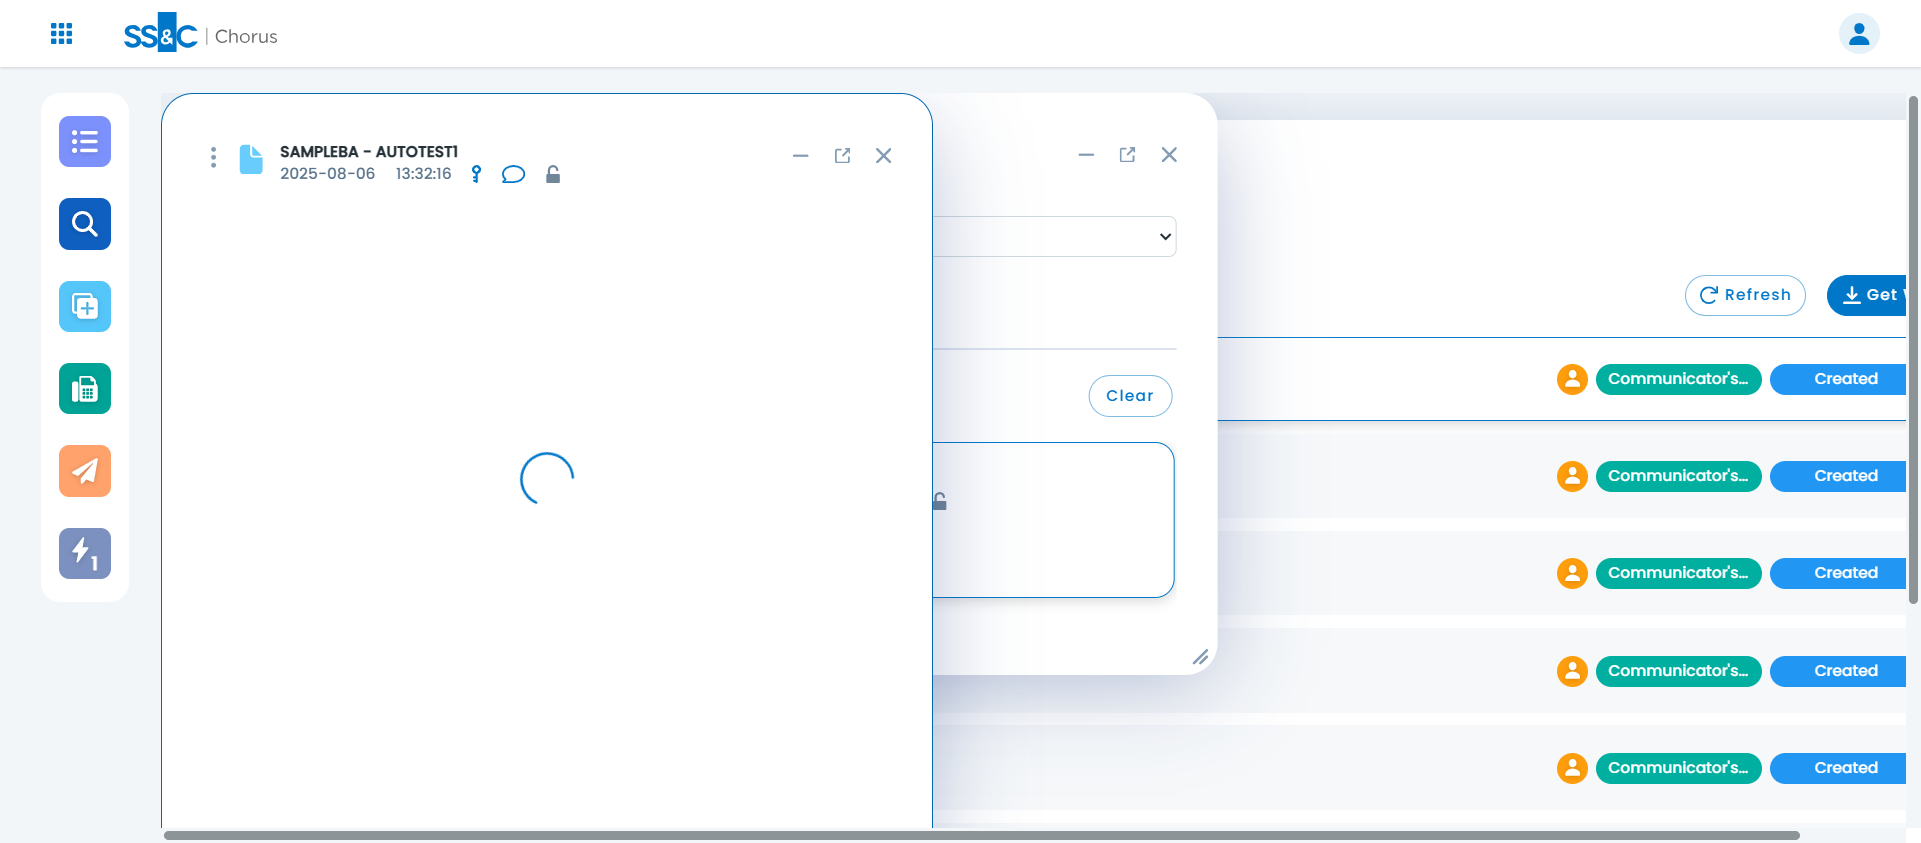 SS&C | Chorus
SAMPLEBA - AUTOTEST1
2025-08-06 13:32:16
Refresh
Get
Communicator's... Created
Clear
Communicator's... Created
Communicator's... Created
1
Communicator's... Created
Communicator's... Created